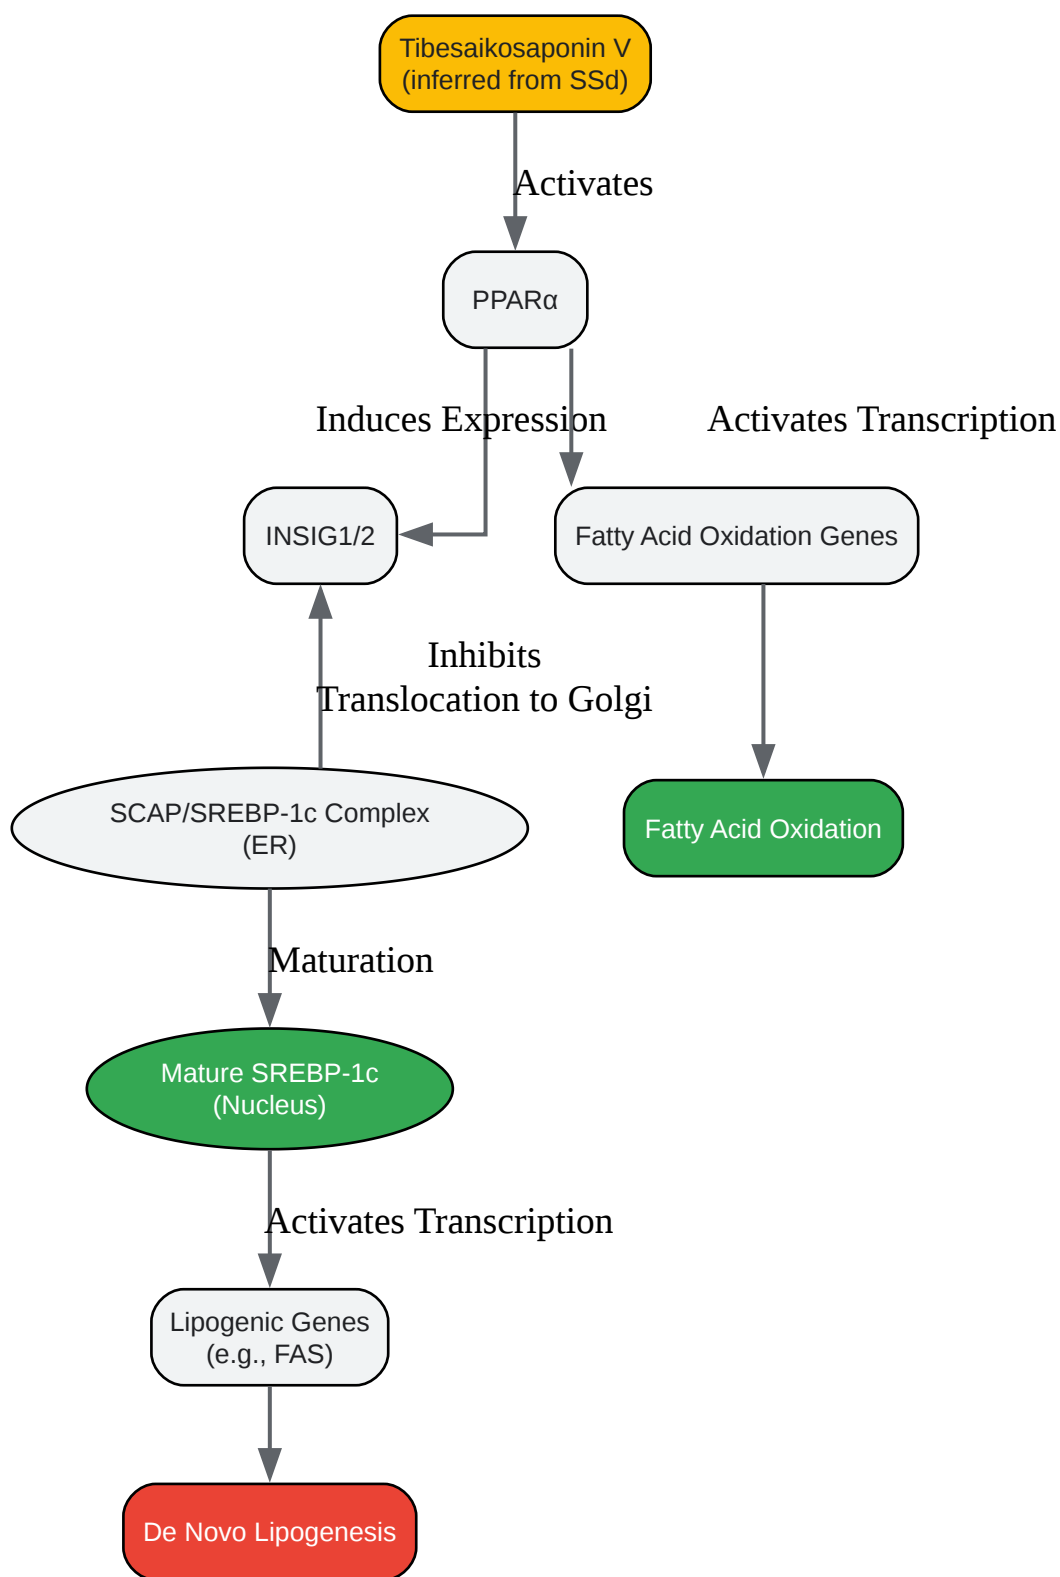 Tibesaikosaponin V
(inferred from SSd)
Activates
PPARα
Induces Expression
Activates Transcription
INSIG1/2
Fatty Acid Oxidation Genes
Inhibits
Translocation to Golgi
SCAP/SREBP-1c Complex
(ER)
Fatty Acid Oxidation
Maturation
Mature SREBP-1c
(Nucleus)
Activates Transcription
Lipogenic Genes
(e.g., FAS)
De Novo Lipogenesis